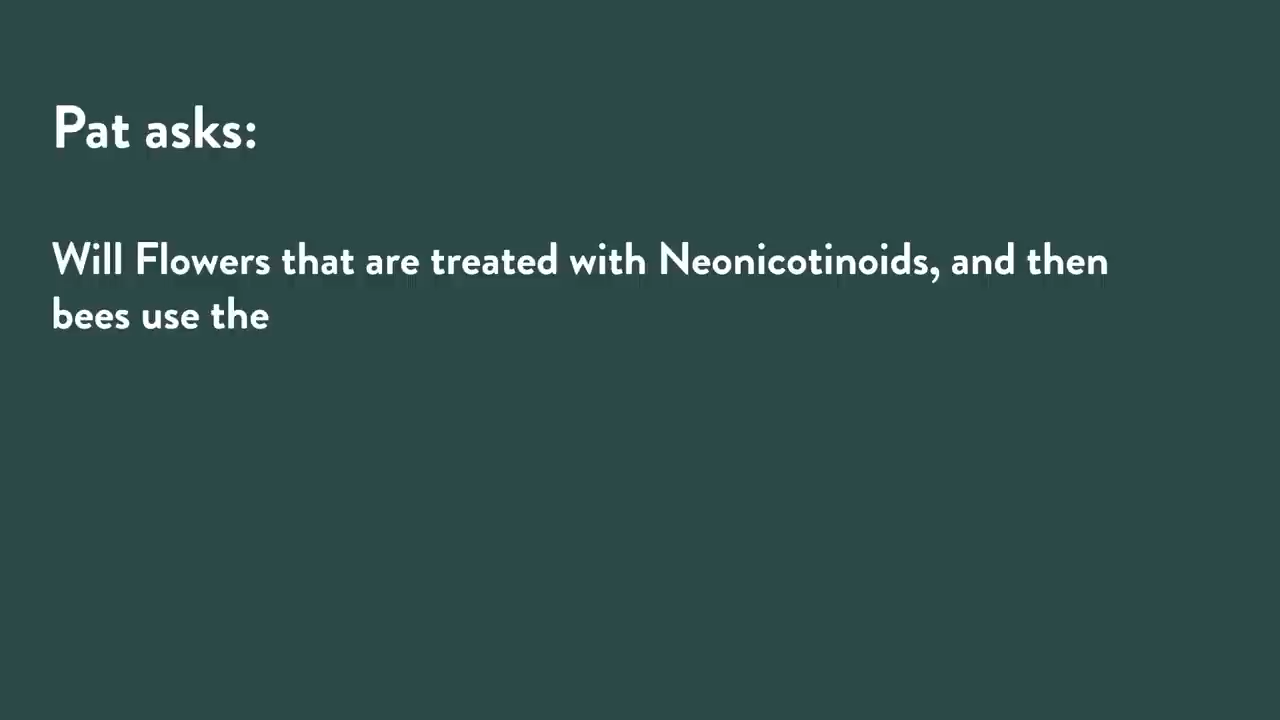 Pat asks:
Will Flowers that are treated with Neonicotinoids, and then
bees use the